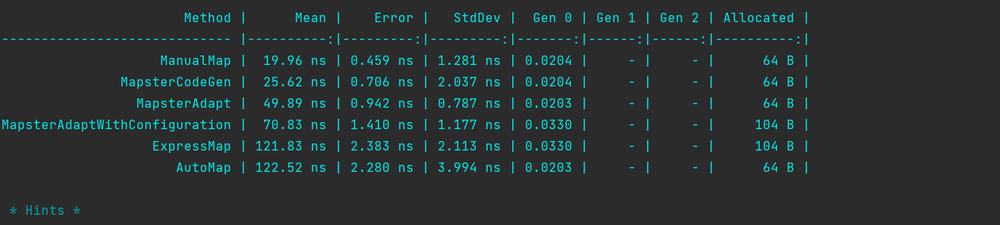 Method | Mean | Error | StdDev | Gen 0 | Gen 1 | Gen 2 | Allocated |
----------------------------- |----------:|---------:|---------:|-------:|------:|------:|----------:|
ManualMap | 19.96 ns | 0.459 ns | 1.281 ns | 0.0204 | - | - | 64 B |
MapsterCodeGen | 25.62 ns | 0.706 ns | 2.037 ns | 0.0204 | - | - | 64 B |
MapsterAdapt | 49.89 ns | 0.942 ns | 0.787 ns | 0.0203 | - | - | 64 B |
MapsterAdaptWithConfiguration | 70.83 ns | 1.410 ns | 1.177 ns | 0.0330 | - | - | 104 B |
ExpressMap | 121.83 ns | 2.383 ns | 2.113 ns | 0.0330 | - | - | 104 B |
AutoMap | 122.52 ns | 2.280 ns | 3.994 ns | 0.0203 | - | - | 64 B |
* Hints *